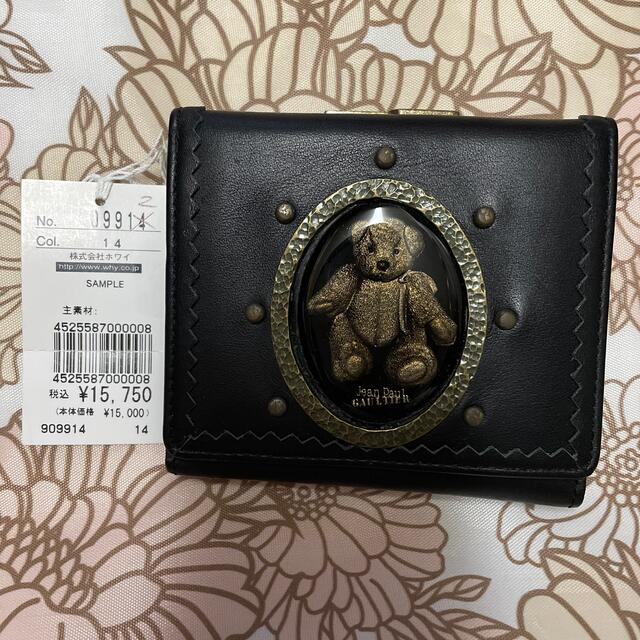 2
No. 909914
Col. 14
株式会社ホワイ
http://www.why.co.jp
SAMPLE
主素材:
4525587000008
4525587000008
税込 ¥15,750
(本体価格 ¥15,000)
909914 14
Jean Paul
GAULTIER